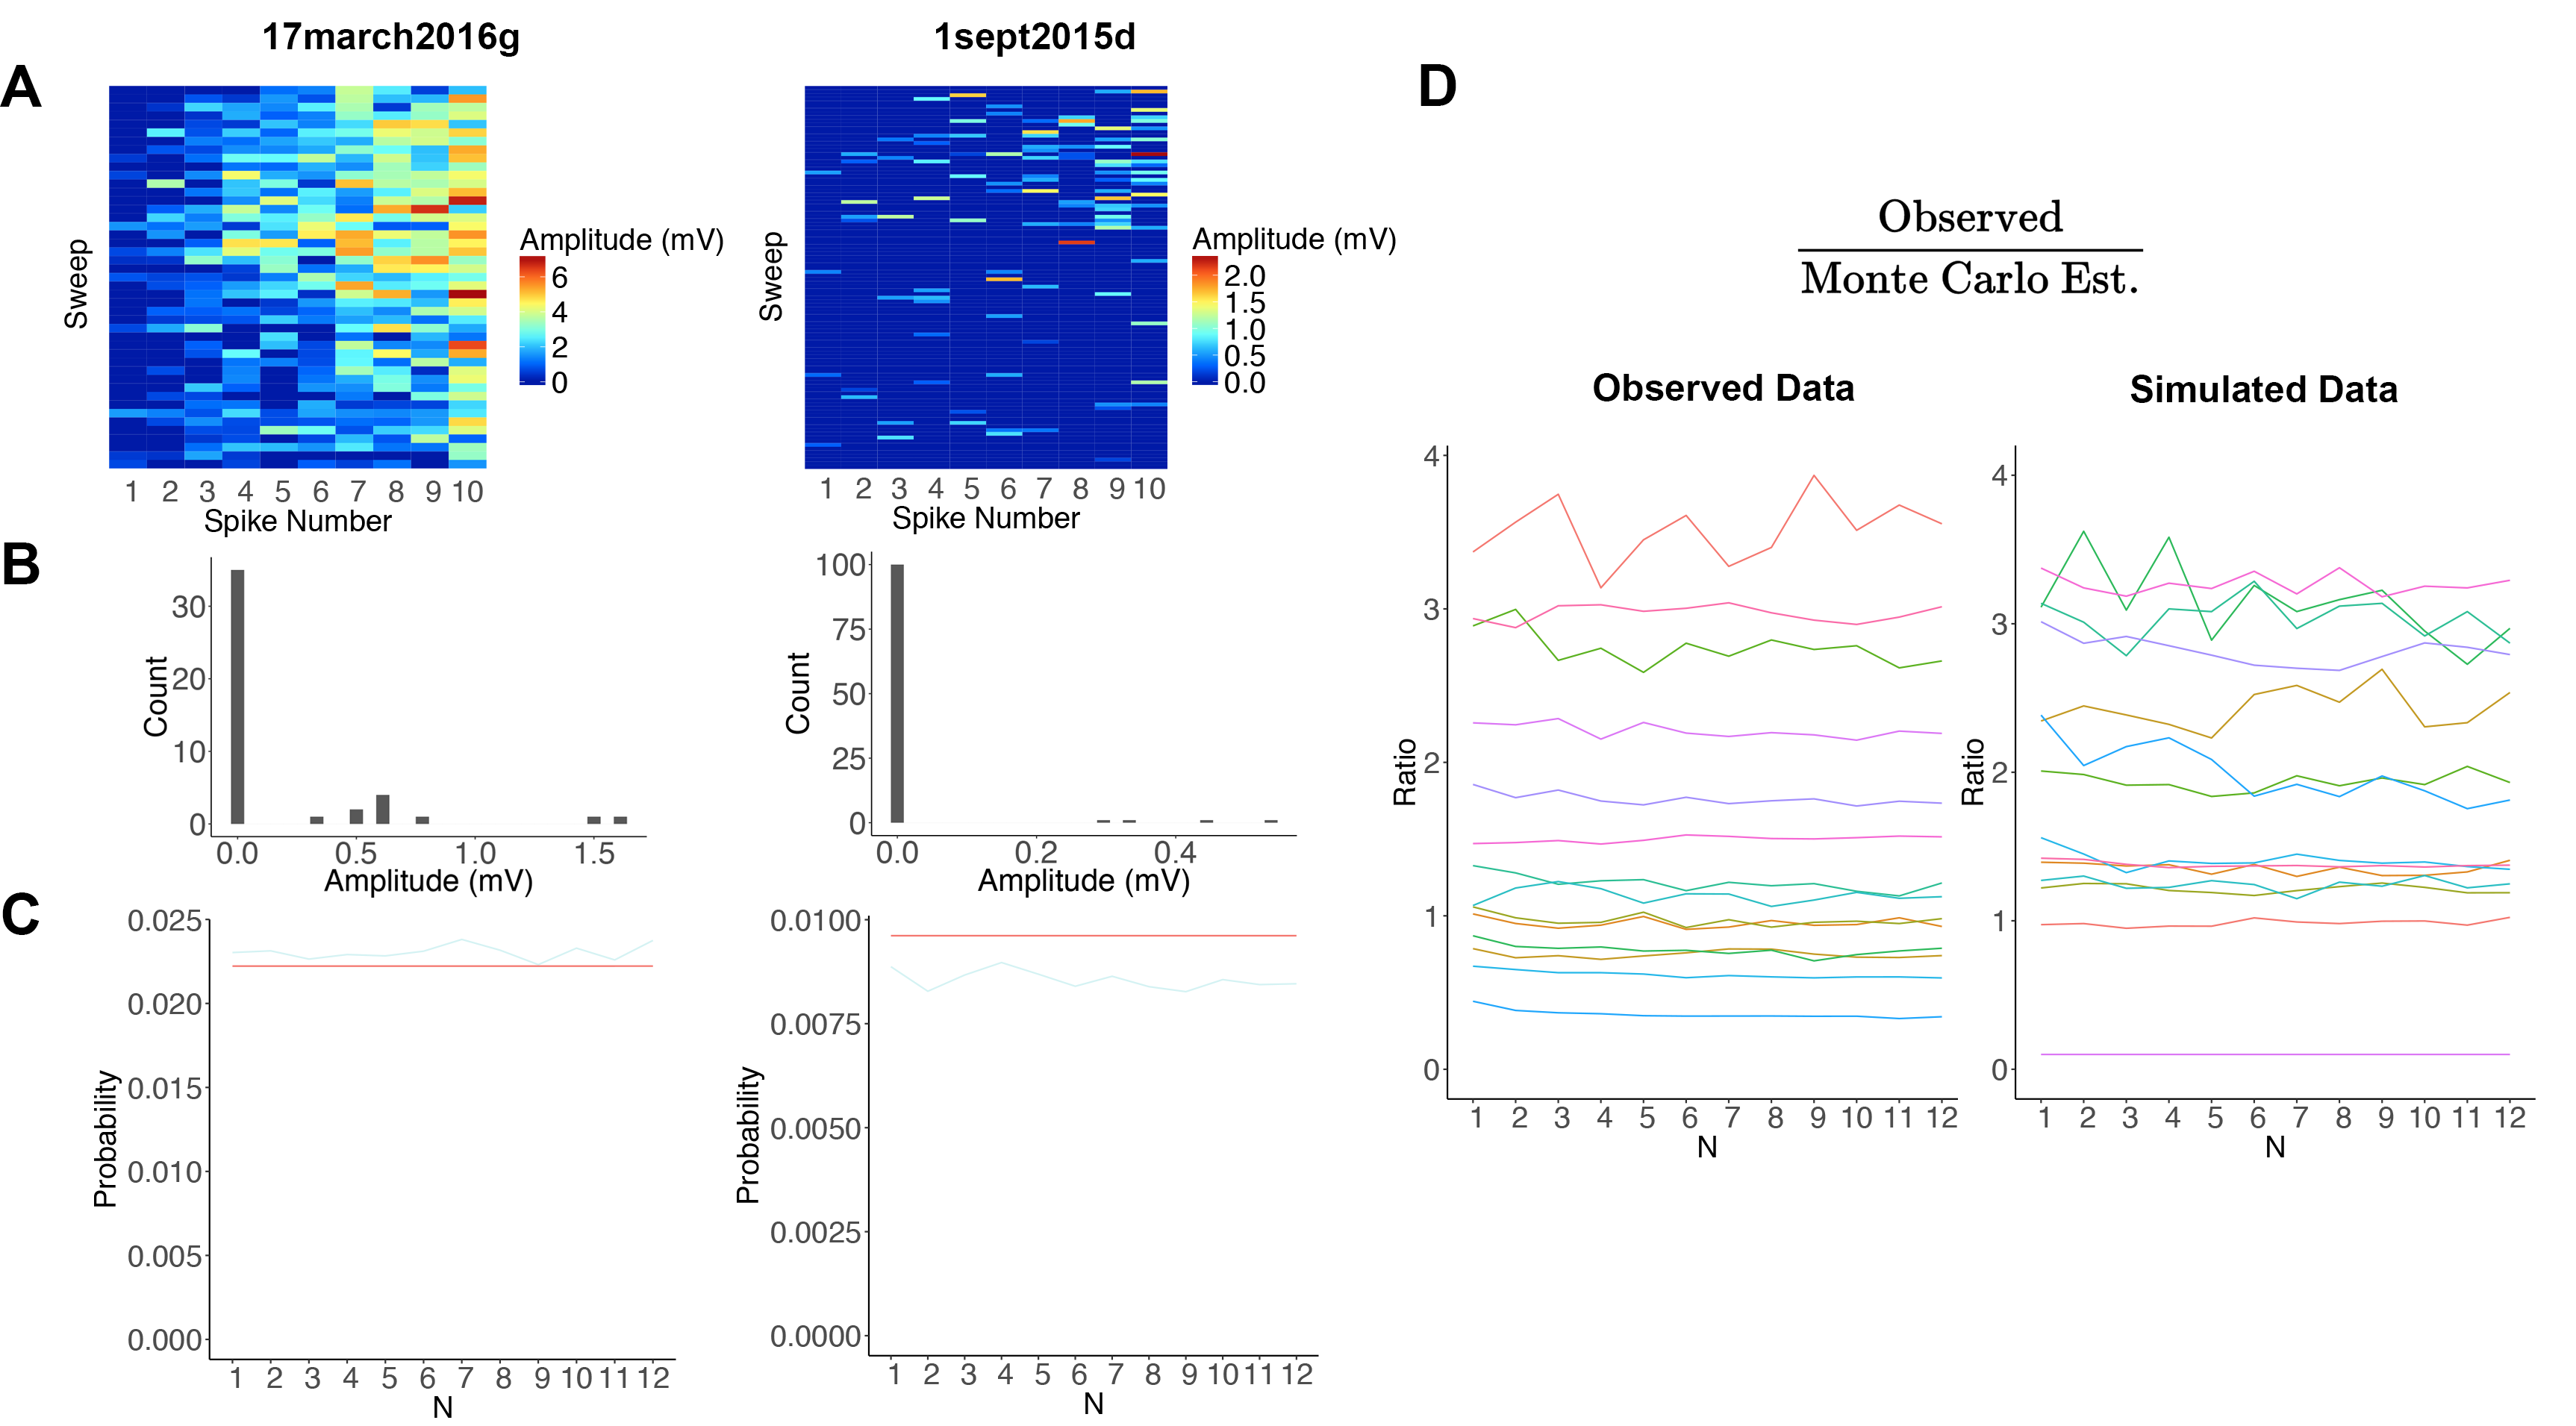 17march2016g
1sept2015d
A
D
Sweep
Amplitude (mV)
6
4
2
0
1 2 3 4 5 6 7 8 9 10
Spike Number
Sweep
Amplitude (mV)
2.0
1.5
1.0
0.5
0.0
1 2 3 4 5 6 7 8 9 10
Spike Number
Observed
Monte Carlo Est.
B
Count
30
20
10
0
0.0 0.5 1.0 1.5
Amplitude (mV)
Count
100
75
50
25
0
0.0 0.2 0.4
Amplitude (mV)
C
Probability
0.025
0.020
0.015
0.010
0.005
0.000
1 2 3 4 5 6 7 8 9 10 11 12
N
Probability
0.0100
0.0075
0.0050
0.0025
0.0000
1 2 3 4 5 6 7 8 9 10 11 12
N
Observed Data
Ratio
4
3
2
1
0
1 2 3 4 5 6 7 8 9 10 11 12
N
Simulated Data
Ratio
4
3
2
1
0
1 2 3 4 5 6 7 8 9 10 11 12
N